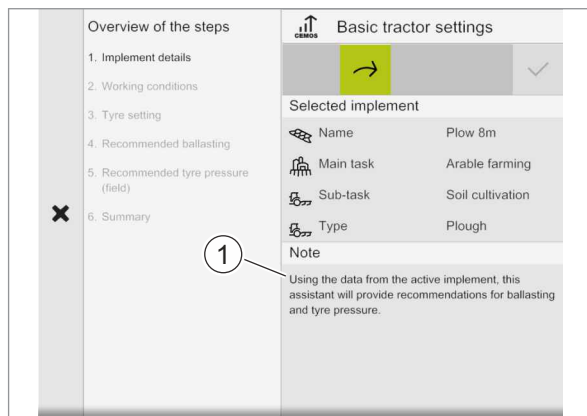 Overview of the steps
1. Implement details
2. Working conditions
3. Tyre setting
4. Recommended ballasting
5. Recommended tyre pressure
(field)
6. Summary
CEMOS
Basic tractor settings
Selected implement
Name Plow 8m
Main task Arable farming
Sub-task Soil cultivation
Type Plough
Note
1
Using the data from the active implement, this
assistant will provide recommendations for ballasting
and tyre pressure.